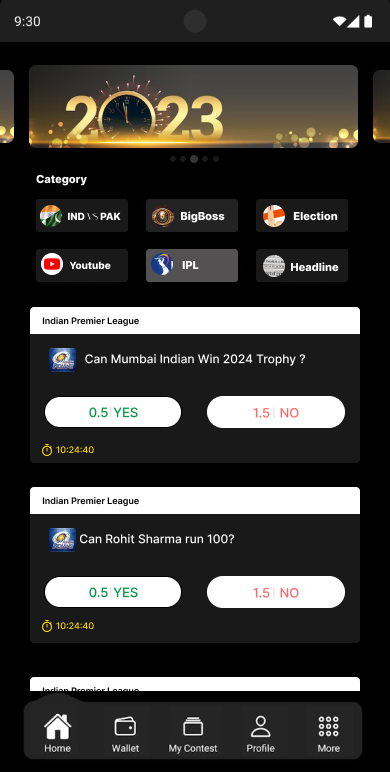 9:30
2023
Category
IND VS PAK
BigBoss
Election
Youtube
IPL
Headline
Indian Premier League
Can Mumbai Indian Win 2024 Trophy ?
0.5 YES
1.5 NO
10:24:40
Indian Premier League
Can Rohit Sharma run 100?
0.5 YES
1.5 NO
10:24:40
Indian Premier League
Home
Wallet
My Contest
Profile
More